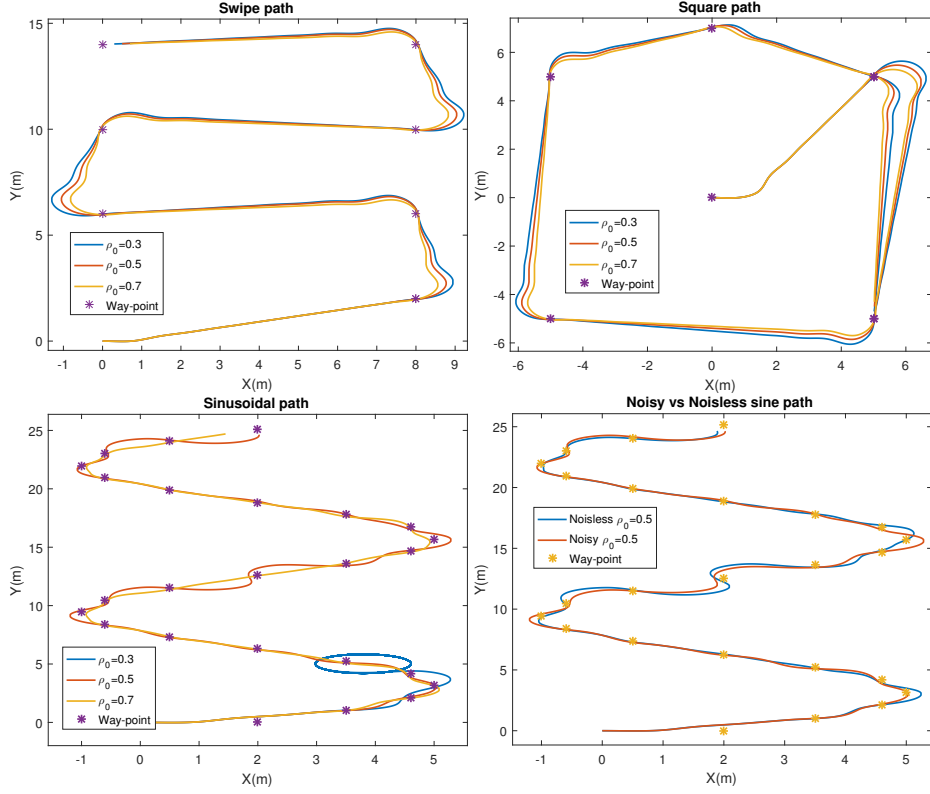 Swipe path
15
10
5
0
Y(m)
-1 0 1 2 3 4 5 6 7 8 9
X(m)
ρ0=0.3
ρ0=0.5
ρ0=0.7
Way-point
Square path
6
4
2
0
-2
-4
-6
Y(m)
-6 -4 -2 0 2 4 6
X(m)
ρ0=0.3
ρ0=0.5
ρ0=0.7
Way-point
Sinusoidal path
25
20
15
10
5
0
Y(m)
-1 0 1 2 3 4 5
X(m)
ρ0=0.3
ρ0=0.5
ρ0=0.7
Way-point
Noisy vs Noisless sine path
25
20
15
10
5
0
Y(m)
-1 0 1 2 3 4 5
X(m)
Noisless ρ0=0.5
Noisy ρ0=0.5
Way-point